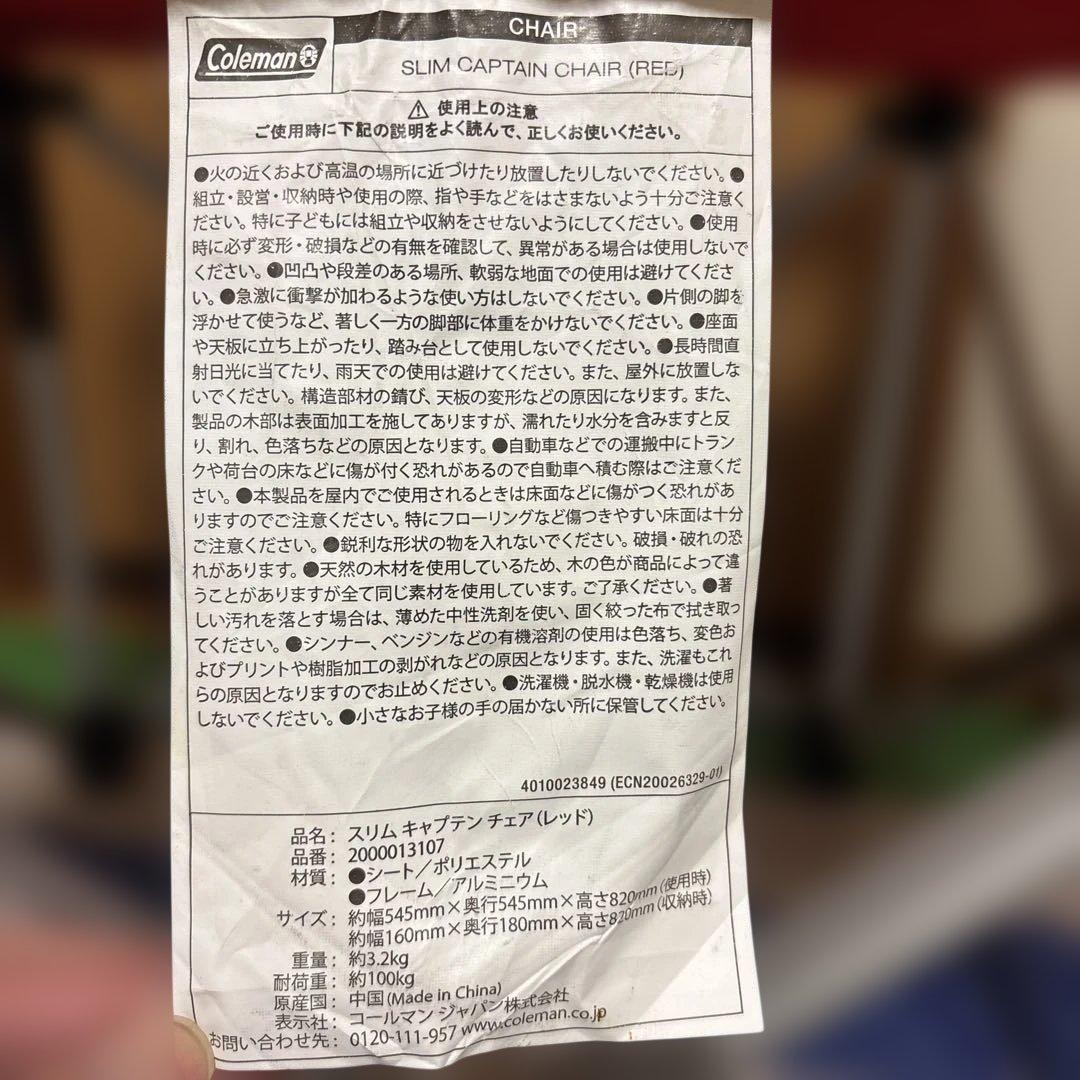 CHAIR
Coleman
SLIM CAPTAIN CHAIR (RED)
⚠ 使用上の注意
ご使用時に下記の説明をよく読んで、正しくお使いください。
●火の近くおよび高温の場所に近づけたり放置したりしないでください。●
組立・設営・収納時や使用の際、指や手などをはさまないよう十分ご注意く
ださい。特に子どもには組立や収納をさせないようにしてください。●使用
時に必ず変形・破損などの有無を確認して、異常がある場合は使用しないで
ください。●凹凸や段差のある場所、軟弱な地面での使用は避けてくださ
い。●急激に衝撃が加わるような使い方はしないでください。●片側の脚を
浮かせて使うなど、著しく一方の脚部に体重をかけないでください。●座面
や天板に立ち上がったり、踏み台として使用しないでください。●長時間直
射日光に当てたり、雨天での使用は避けてください。また、屋外に放置しな
いでください。構造部材の錆び、天板の変形などの原因になります。また、
製品の木部は表面加工を施してありますが、濡れたり水分を含みますと反
り、割れ、色落ちなどの原因となります。●自動車などでの運搬中にトラン
クや荷台の床などに傷が付く恐れがあるので自動車へ積む際はご注意くだ
さい。●本製品を屋内でご使用されるときは床面などに傷がつく恐れがあ
りますのでご注意ください。特にフローリングなど傷つきやすい床面は十分
ご注意ください。●鋭利な形状の物を入れないでください。破損・破れの恐
れがあります。●天然の木材を使用しているため、木の色が商品によって違
うことがありますが全て同じ素材を使用しています。ご了承ください。●著
しい汚れを落とす場合は、薄めた中性洗剤を使い、固く絞った布で拭き取っ
てください。●シンナー、ベンジンなどの有機溶剤の使用は色落ち、変色お
よびプリントや樹脂加工の剥がれなどの原因となります。また、洗濯もこれ
らの原因となりますのでお止めください。●洗濯機・脱水機・乾燥機は使用
しないでください。●小さなお子様の手の届かない所に保管してください。
4010023849 (ECN20026329-01)
品名：スリム キャプテン チェア（レッド）
品番：2000013107
材質：●シート／ポリエステル
●フレーム／アルミニウム
サイズ：約幅545mm×奥行545mm×高さ820mm（使用時）
約幅160mm×奥行180mm×高さ820mm（収納時）
重量：約3.2kg
耐荷重：約100kg
原産国：中国（Made in China）
表示社：コールマン ジャパン株式会社
お問い合わせ先：0120-111-957 www.coleman.co.jp